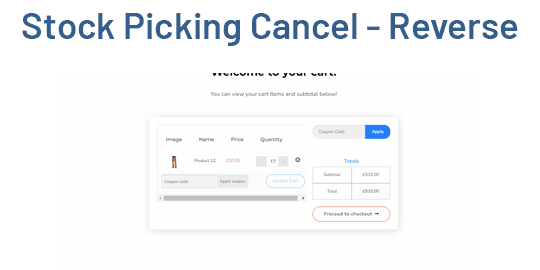 Stock Picking Cancel - Reverse
Welcome to your cart!
You can view your cart items and subtotal below!
Image Name Price Quantity
Product 12 £30.00 - 17 +
Coupon code Apply coupon Update Cart
Coupon Code Apply
Totals
Subtotal £510.00
Total £510.00
Proceed to checkout →